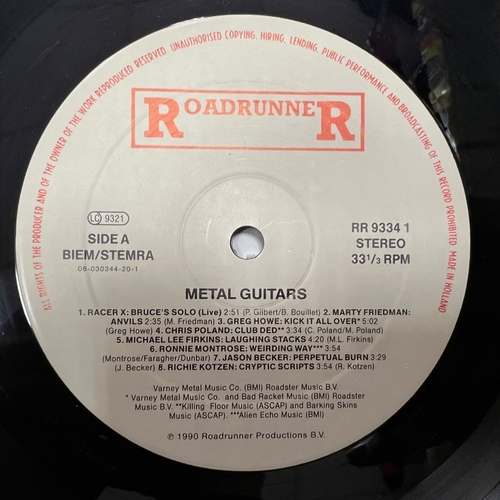 ALL RIGHTS OF THE PRODUCER AND OF THE OWNER OF THE WORK REPRODUCED RESERVED. UNAUTHORISED COPYING, HIRING, LENDING, PUBLIC PERFORMANCE AND BROADCASTING OF THIS RECORD PROHIBITED. MADE IN HOLLAND
ROADRUNNER
LC 9321
SIDE A
BIEM/STEMRA
08-030344-20-1
RR 9334 1
STEREO
33 1/3 RPM
METAL GUITARS
1. RACER X: BRUCE'S SOLO (Live) 2:51 (P. Gilbert/B. Bouillet) 2. MARTY FRIEDMAN:
ANVILS 2:35 (M. Friedman) 3. GREG HOWE: KICK IT ALL OVER* 5:02
(Greg Howe) 4. CHRIS POLAND: CLUB DED** 3:34 (C. Poland/M. Poland)
5. MICHAEL LEE FIRKINS: LAUGHING STACKS 4:20 (M.L. Firkins)
6. RONNIE MONTROSE: WEIRDING WAY*** 3:54
(Montrose/Faragher/Dunbar) 7. JASON BECKER: PERPETUAL BURN 3:29
(J. Becker) 8. RICHIE KOTZEN: CRYPTIC SCRIPTS 3:54 (R. Kotzen)
Varney Metal Music Co. (BMI) Roadster Music B.V.
* Varney Metal Music Co. and Bad Racket Music (BMI) Roadster
Music B.V. **Killing Floor Music (ASCAP) and Barking Skins
Music (ASCAP). ***Alien Echo Music (BMI)
℗ 1990 Roadrunner Productions B.V.